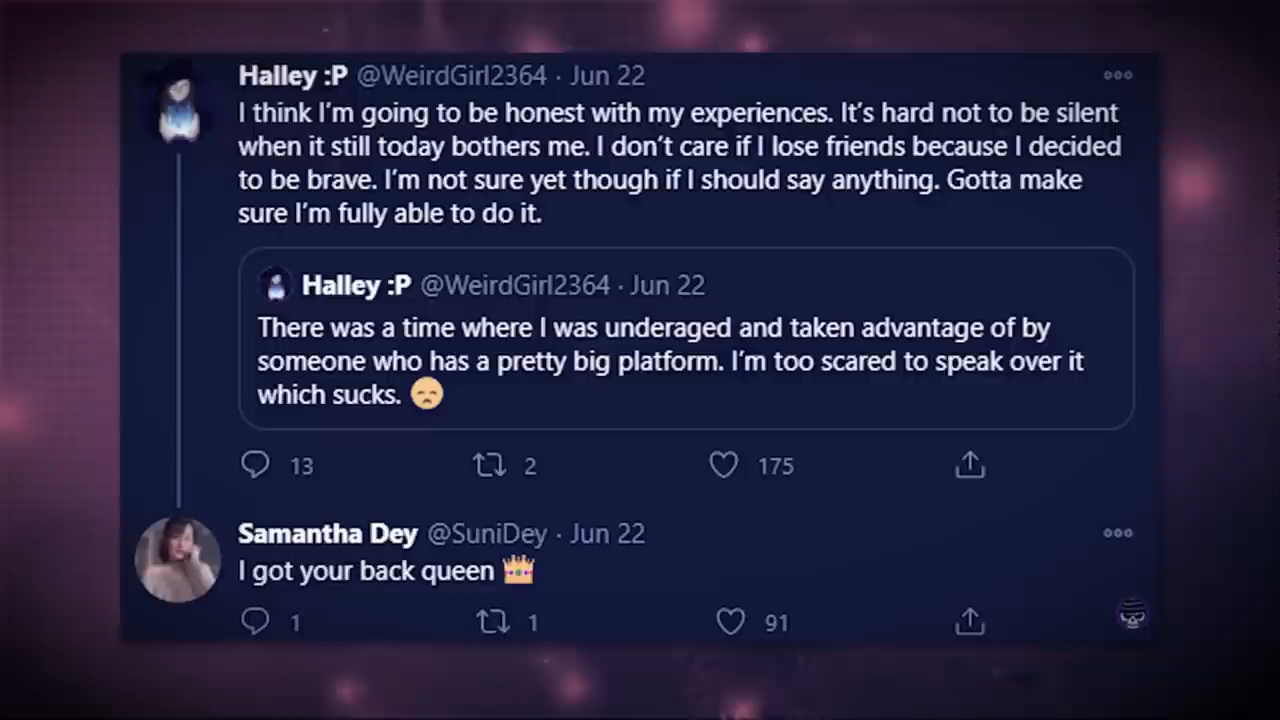 Halley :P @WeirdGirl2364 · Jun 22
I think I'm going to be honest with my experiences. It's hard not to be silent
when it still today bothers me. I don't care if I lose friends because I decided
to be brave. I'm not sure yet though if I should say anything. Gotta make
sure I'm fully able to do it.
Halley :P @WeirdGirl2364 · Jun 22
There was a time where I was underaged and taken advantage of by
someone who has a pretty big platform. I'm too scared to speak over it
which sucks. 😞
13 2 175
Samantha Dey @SuniDey · Jun 22
I got your back queen 👑
1 1 91